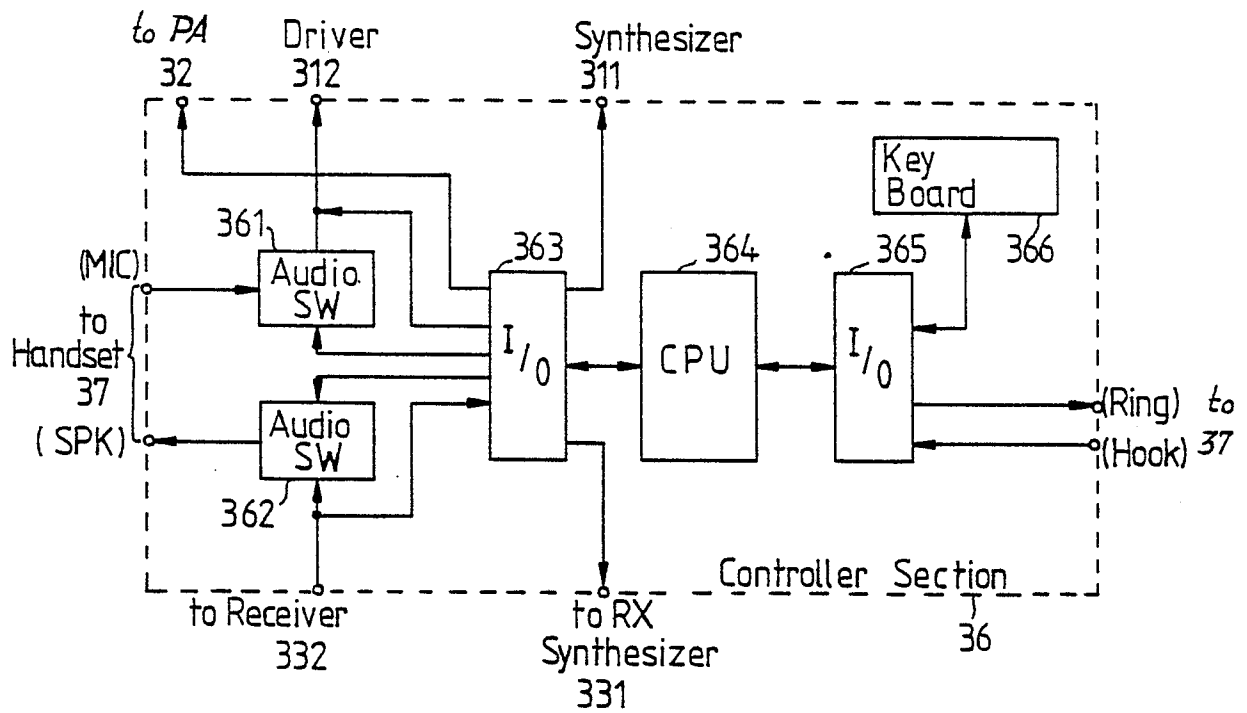 to PA
32
Driver
312
Synthesizer
311
Key
Board
366
361
Audio
SW
363
I/O
364
CPU
365
I/O
(MIC)
to
Handset
37
(SPK)
Audio
SW
362
(Ring) to
(Hook) 37
Controller Section
36
to Receiver
332
to RX
Synthesizer
331